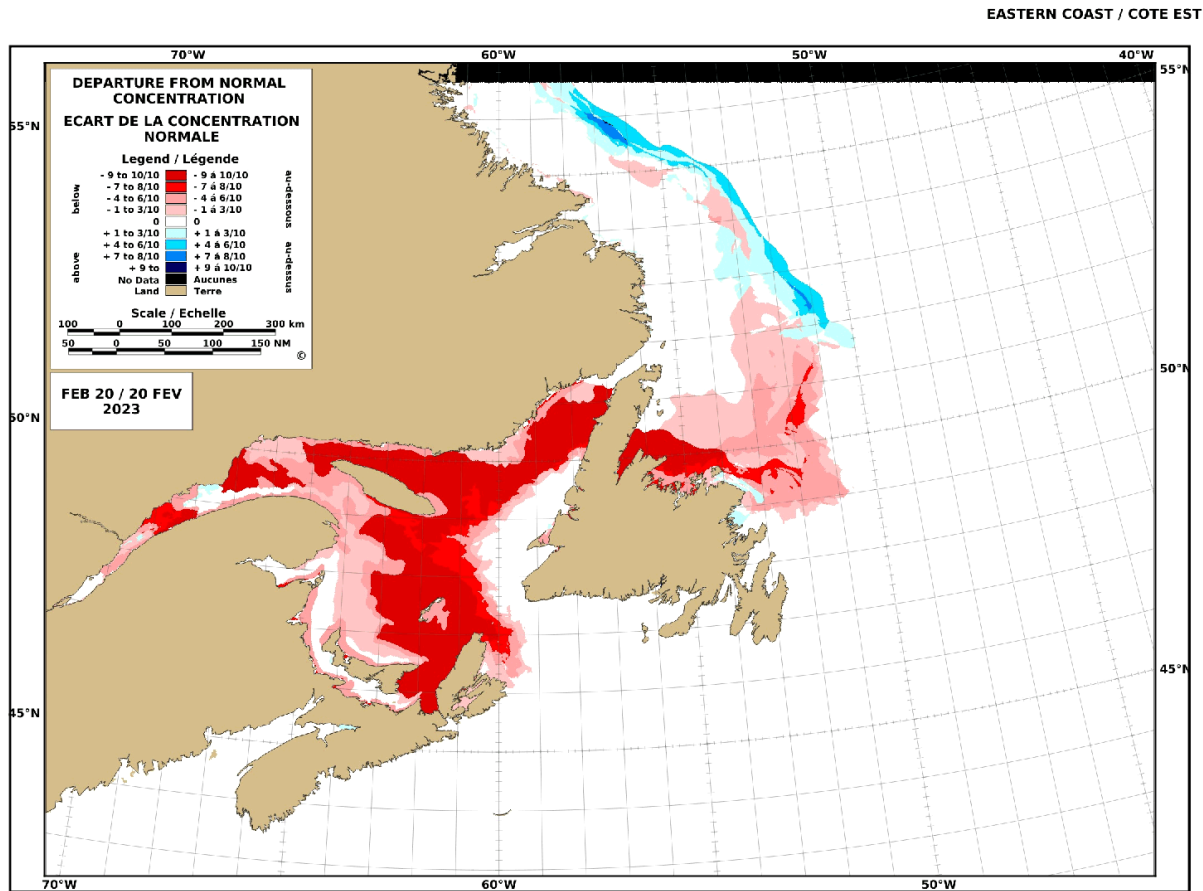 EASTERN COAST / COTE EST
70°W 60°W 50°W 40°W
DEPARTURE FROM NORMAL
CONCENTRATION
ECART DE LA CONCENTRATION
NORMALE
Legend / Légende
below
above
- 9 to 10/10 - 9 á 10/10
- 7 to 8/10 - 7 á 8/10
- 4 to 6/10 - 4 á 6/10
- 1 to 3/10 - 1 á 3/10
0 0
+ 1 to 3/10 + 1 á 3/10
+ 4 to 6/10 + 4 á 6/10
+ 7 to 8/10 + 7 á 8/10
+ 9 to + 9 á 10/10
No Data Aucunes
Land Terre
au-dessous
au-dessus
Scale / Echelle
100 0 100 200 300 km
50 0 50 100 150 NM
©
FEB 20 / 20 FEV
2023
55°N
55°N
50°N
50°N
45°N
45°N
70°W 60°W 50°W